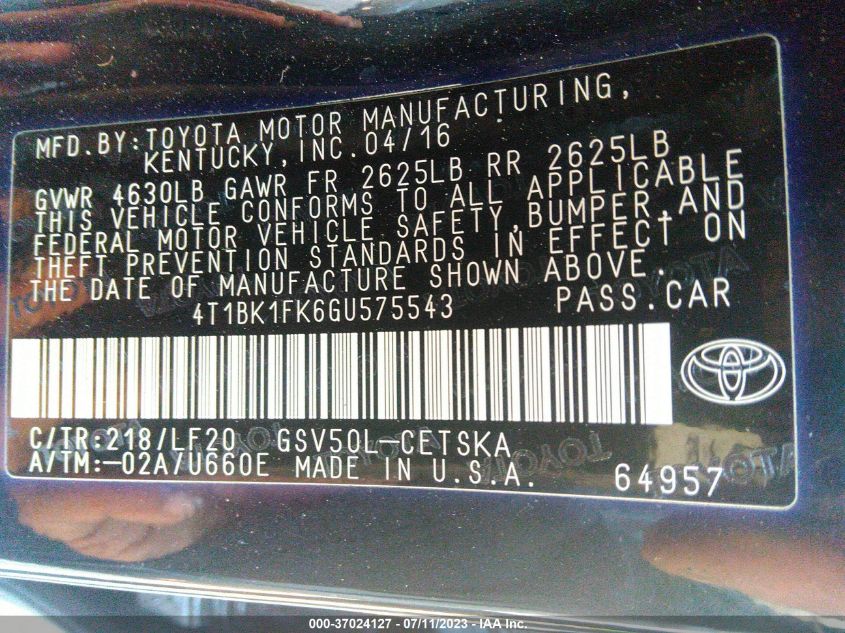 MFD.BY:TOYOTA MOTOR MANUFACTURING,
KENTUCKY,INC.04/16
GVWR 4630LB GAWR FR 2625LB RR 2625LB
THIS VEHICLE CONFORMS TO ALL APPLICABLE
FEDERAL MOTOR VEHICLE SAFETY,BUMPER,AND
THEFT PREVENTION STANDARDS IN EFFECT ON
THE DATE OF MANUFACTURE SHOWN ABOVE.
4T1BK1FK6GU575543 PASS.CAR
C/TR:218/LF20 GSV50L-CETSKA
A/TM:-02A/U660E MADE IN U.S.A. 64957
000-37024127 - 07/11/2023 - IAA Inc.